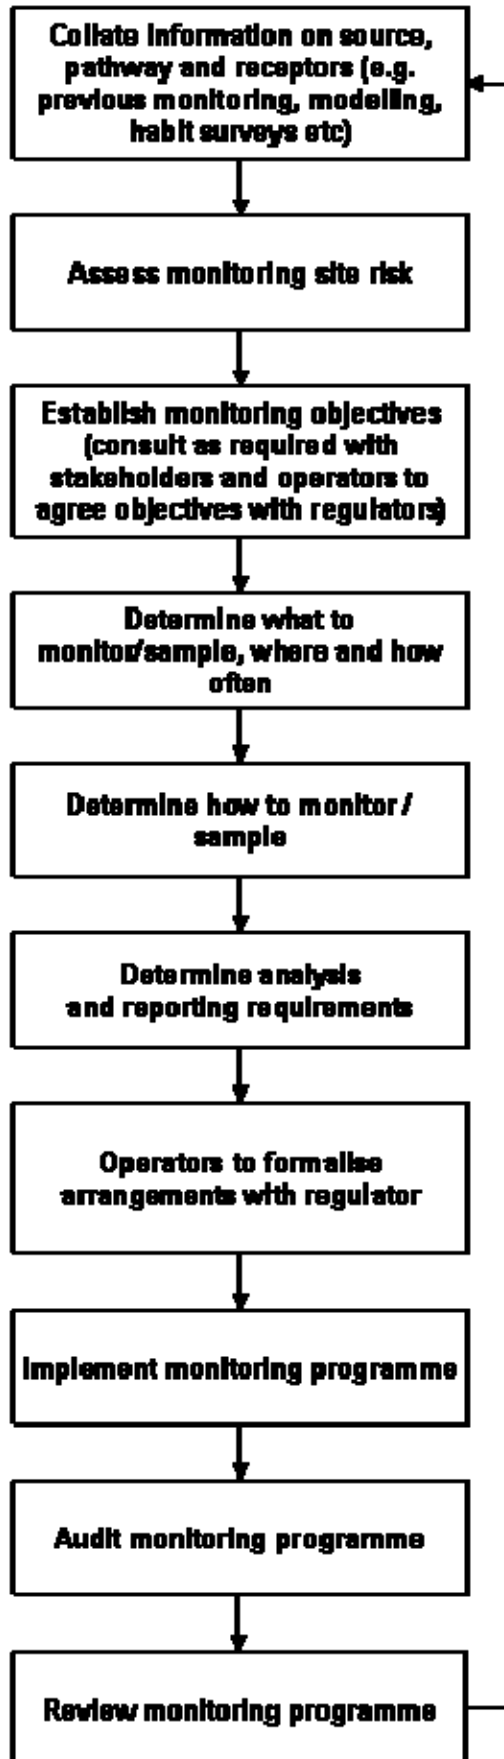 Collate information on source,
pathway and receptors (e.g.
previous monitoring, modelling,
habit surveys etc)
Assess monitoring site risk
Establish monitoring objectives
(consult as required with
stakeholders and operators to
agree objectives with regulators)
Determine what to
monitor/sample, where and how
often
Determine how to monitor /
sample
Determine analysis
and reporting requirements
Operators to formalise
arrangements with regulator
Implement monitoring programme
Audit monitoring programme
Review monitoring programme